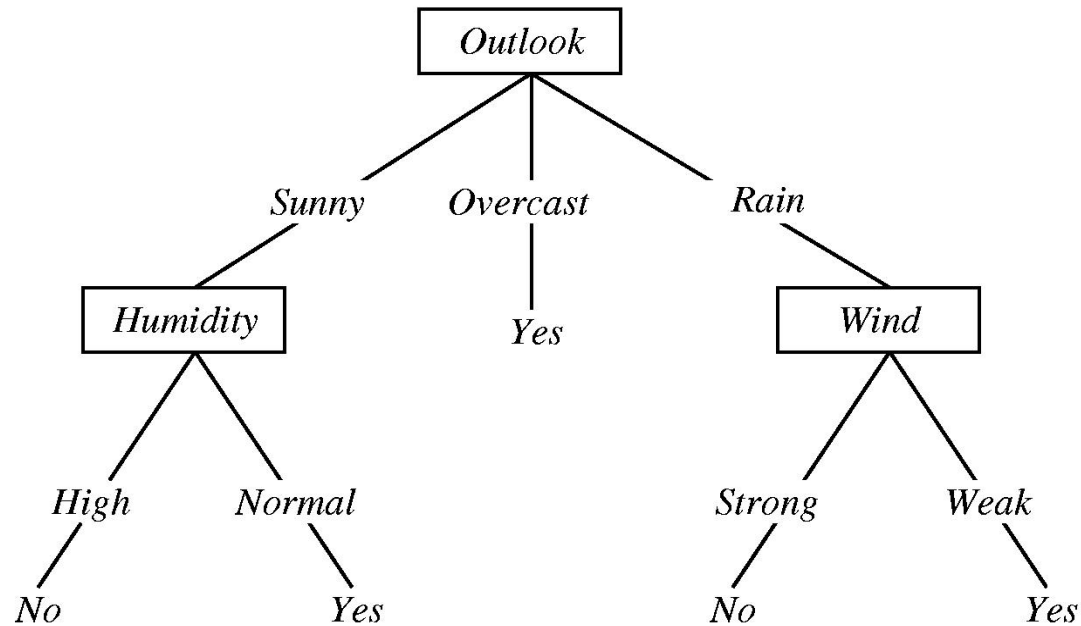 Outlook
Sunny Overcast Rain
Humidity Yes Wind
High Normal Strong Weak
No Yes No Yes